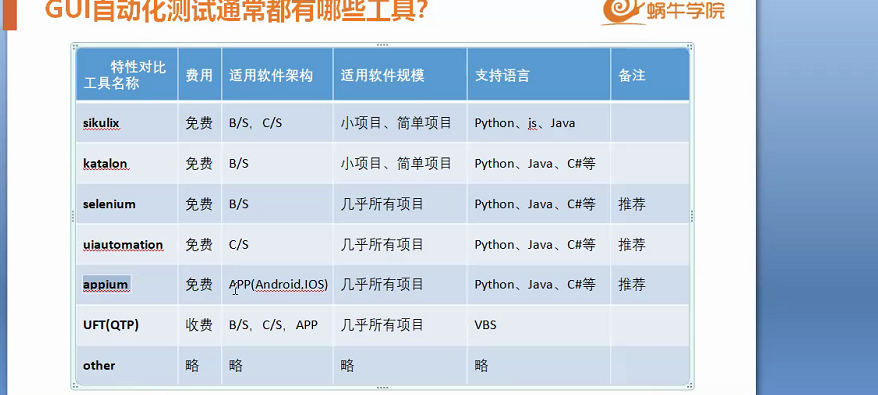 GUI自动化测试通常都有哪些工具?
蜗牛学院
特性对比 费用 适用软件架构 适用软件规模 支持语言 备注
工具名称
sikulix 免费 B/S、C/S 小项目、简单项目 Python、js、Java
katalon 免费 B/S 小项目、简单项目 Python、Java、C#等
selenium 免费 B/S 几乎所有项目 Python、Java、C#等 推荐
uiautomation 免费 C/S 几乎所有项目 Python、Java、C#等 推荐
appium 免费 APP(Android,IOS) 几乎所有项目 Python、Java、C#等 推荐
UFT(QTP) 收费 B/S、C/S、APP 几乎所有项目 VBS
other 略 略 略 略